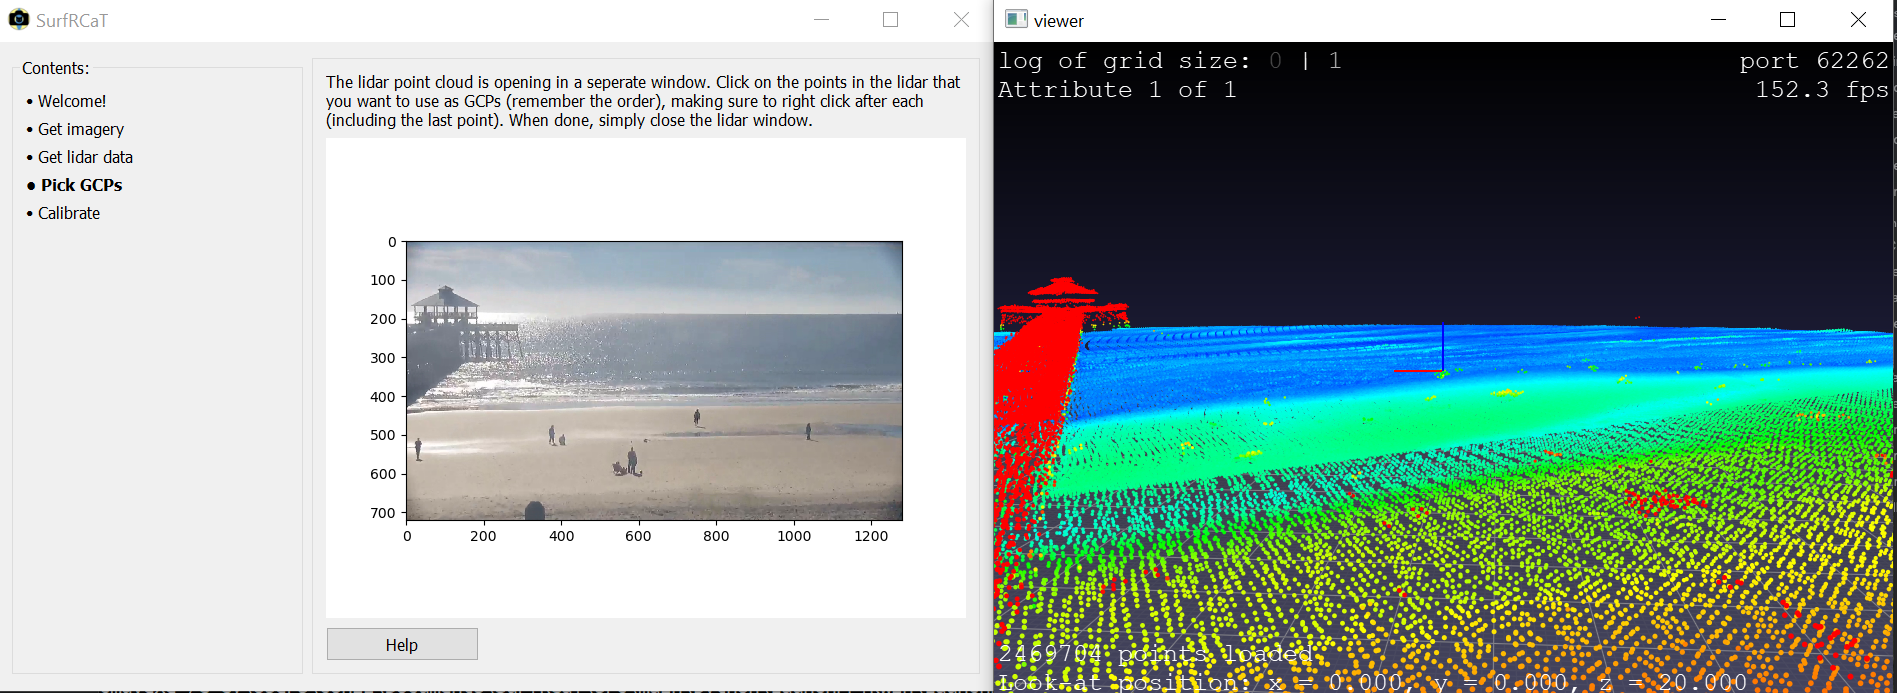 SurfRCaT
Contents:
• Welcome!
• Get imagery
• Get lidar data
• Pick GCPs
• Calibrate
The lidar point cloud is opening in a seperate window. Click on the points in the lidar that
you want to use as GCPs (remember the order), making sure to right click after each
(including the last point). When done, simply close the lidar window.
0
100
200
300
400
500
600
700
0 200 400 600 800 1000 1200
Help
viewer
log of grid size: 0 | 1
port 62262
Attribute 1 of 1
152.3 fps
2469704 points loaded
Look-at position: x = 0.000, y = 0.000, z = 20.000